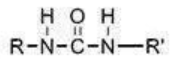 H O H
R-N-C-N-R'